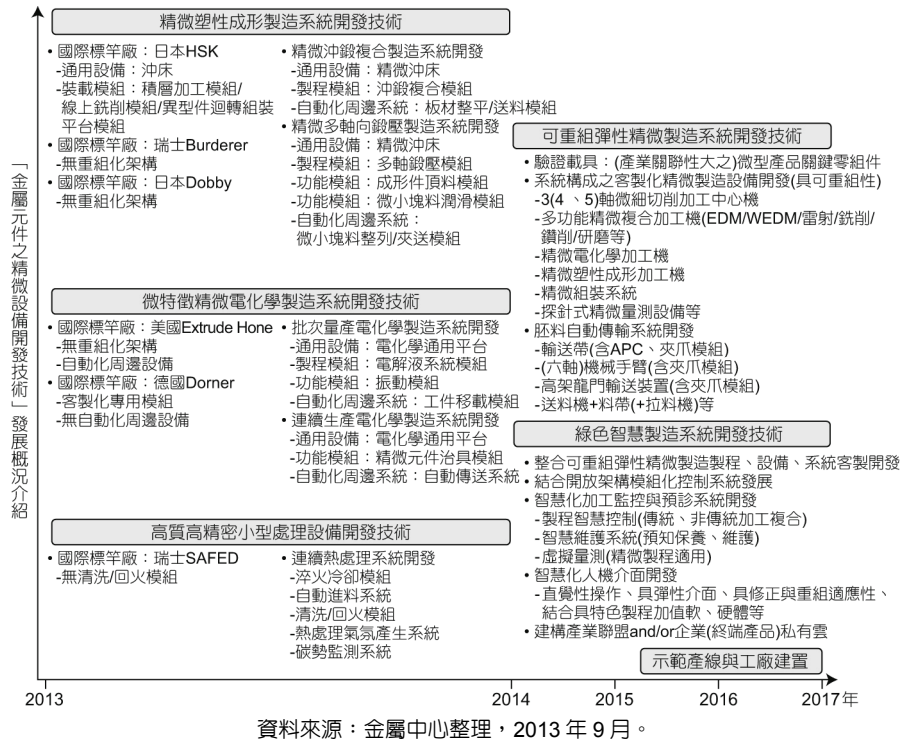 「金屬元件之精微設備開發技術」發展概況介紹
精微塑性成形製造系統開發技術
• 國際標竿廠：日本HSK
-通用設備：沖床
-裝載模組：積層加工模組/
線上銑削模組/異型件迴轉組裝
平台模組
• 國際標竿廠：瑞士Burderer
-無重組化架構
• 國際標竿廠：日本Dobby
-無重組化架構
• 精微沖鍛複合製造系統開發
-通用設備：精微沖床
-製程模組：沖鍛複合模組
-自動化周邊系統：板材整平/送料模組
• 精微多軸向鍛壓製造系統開發
-通用設備：精微沖床
-製程模組：多軸鍛壓模組
-功能模組：成形件頂料模組
-功能模組：微小塊料潤滑模組
-自動化周邊系統：
微小塊料整列/夾送模組
微特徵精微電化學製造系統開發技術
• 國際標竿廠：美國Extrude Hone
-無重組化架構
-自動化周邊設備
• 國際標竿廠：德國Dorner
-客製化專用模組
-無自動化周邊設備
• 批次量產電化學製造系統開發
-通用設備：電化學通用平台
-製程模組：電解液系統模組
-功能模組：振動模組
-自動化周邊系統：工件移載模組
• 連續生產電化學製造系統開發
-通用設備：電化學通用平台
-功能模組：精微元件治具模組
-自動化周邊系統：自動傳送系統
高質高精密小型處理設備開發技術
• 國際標竿廠：瑞士SAFED
-無清洗/回火模組
• 連續熱處理系統開發
-淬火冷卻模組
-自動進料系統
-清洗/回火模組
-熱處理氣氛產生系統
-碳勢監測系統
可重組彈性精微製造系統開發技術
• 驗證載具：(產業關聯性大之)微型產品關鍵零組件
• 系統構成之客製化精微製造設備開發(具可重組性)
-3(4 、5)軸微細切削加工中心機
-多功能精微複合加工機(EDM/WEDM/雷射/銑削/
鑽削/研磨等)
-精微電化學加工機
-精微塑性成形加工機
-精微組裝系統
-探針式精微量測設備等
• 胚料自動傳輸系統開發
-輸送帶(含APC、夾爪模組)
-(六軸)機械手臂(含夾爪模組)
-高架龍門輸送裝置(含夾爪模組)
-送料機+料帶(+拉料機)等
綠色智慧製造系統開發技術
• 整合可重組彈性精微製造製程、設備、系統客製開發
• 結合開放架構模組化控制系統發展
• 智慧化加工監控與預診系統開發
-製程智慧控制(傳統、非傳統加工複合)
-智慧維護系統(預知保養、維護)
-虛擬量測(精微製程適用)
• 智慧化人機介面開發
-直覺性操作、具彈性介面、具修正與重組適應性、
結合具特色製程加值軟、硬體等
• 建構產業聯盟and/or企業(終端產品)私有雲
示範產線與工廠建置
2013 2014 2015 2016 2017年
資料來源：金屬中心整理，2013 年 9 月。